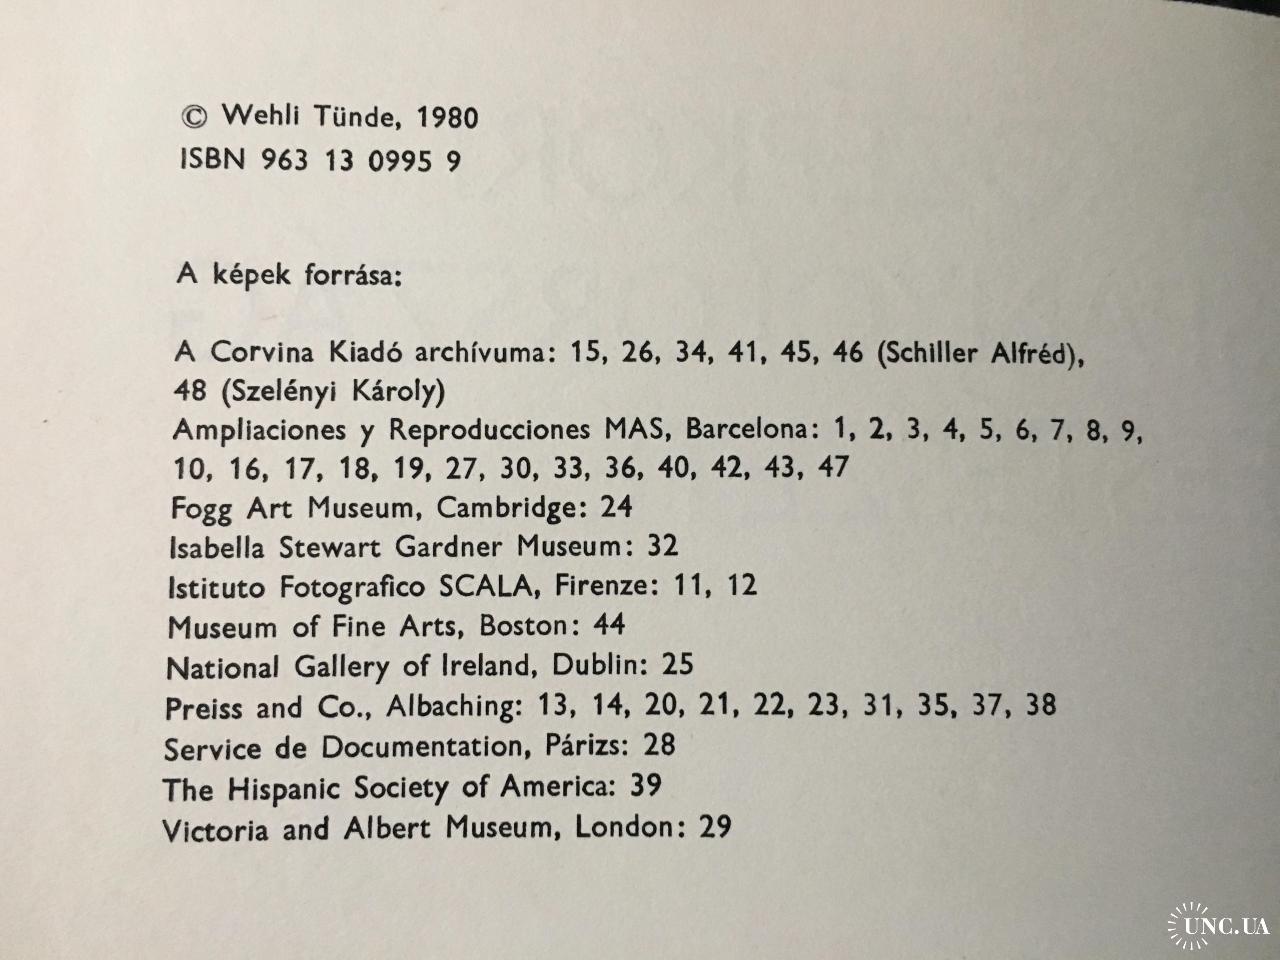 © Wehli Tünde, 1980
ISBN 963 13 0995 9
A képek forrása:
A Corvina Kiadó archívuma: 15, 26, 34, 41, 45, 46 (Schiller Alfréd),
48 (Szelényi Károly)
Ampliaciones y Reproducciones MAS, Barcelona: 1, 2, 3, 4, 5, 6, 7, 8, 9,
10, 16, 17, 18, 19, 27, 30, 33, 36, 40, 42, 43, 47
Fogg Art Museum, Cambridge: 24
Isabella Stewart Gardner Museum: 32
Istituto Fotografico SCALA, Firenze: 11, 12
Museum of Fine Arts, Boston: 44
National Gallery of Ireland, Dublin: 25
Preiss and Co., Albaching: 13, 14, 20, 21, 22, 23, 31, 35, 37, 38
Service de Documentation, Párizs: 28
The Hispanic Society of America: 39
Victoria and Albert Museum, London: 29
UNC.UA